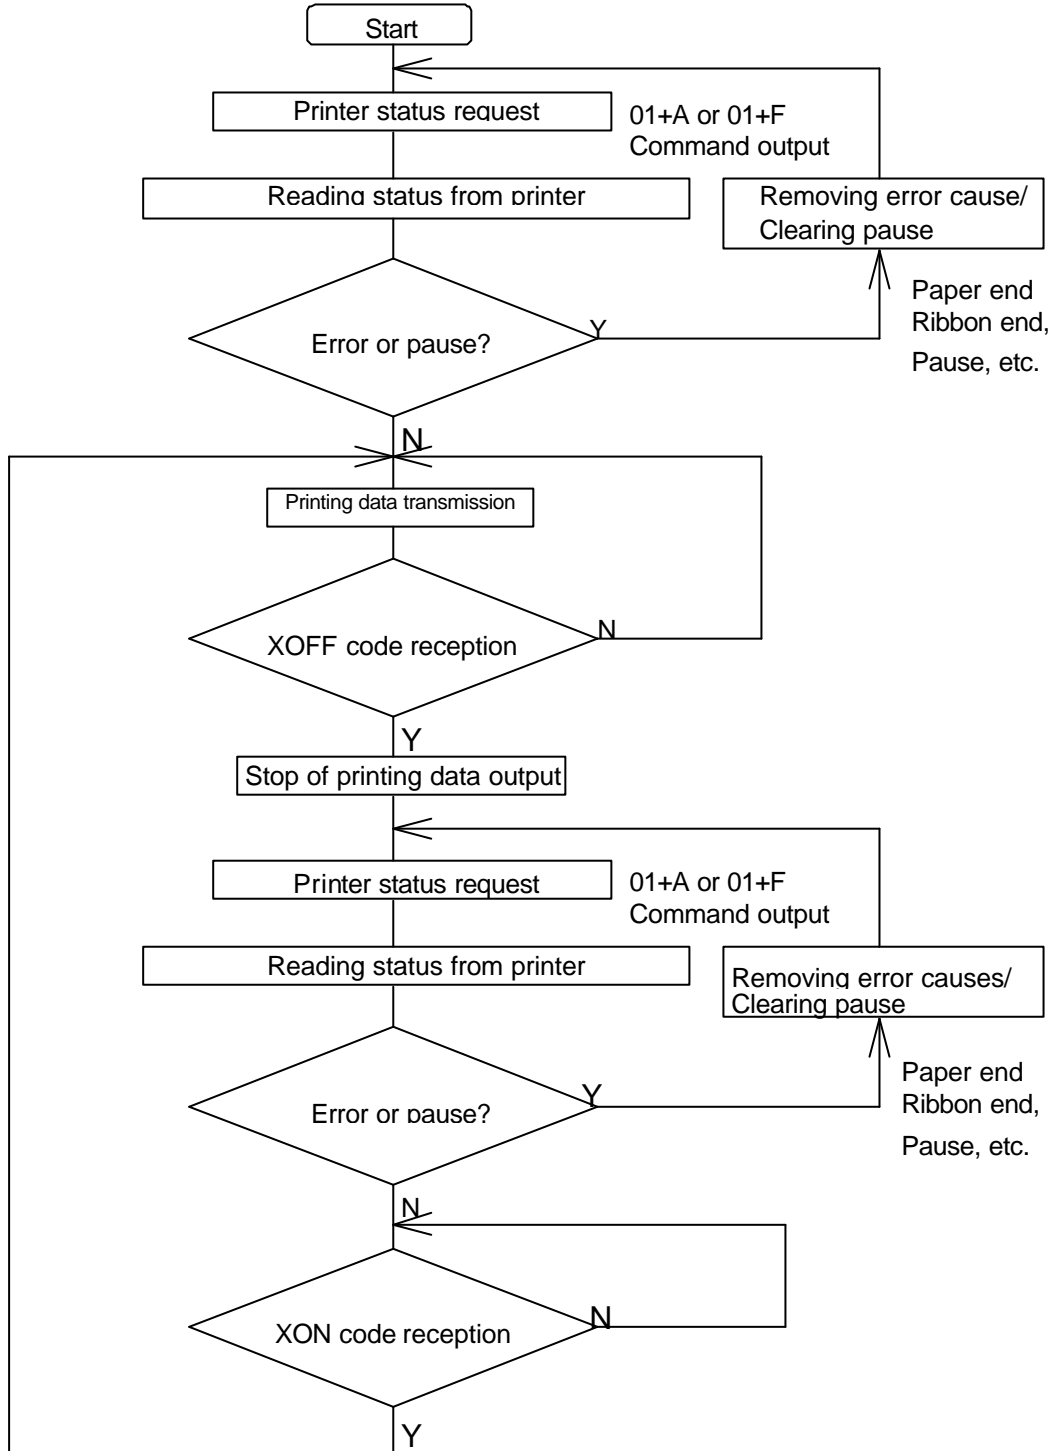 Start
Printer status request
01+A or 01+F
Command output
Reading status from printer
Removing error cause/
Clearing pause
Error or pause?
Y
Paper end
Ribbon end,
Pause, etc.
N
Printing data transmission
XOFF code reception
N
Y
Stop of printing data output
Printer status request
01+A or 01+F
Command output
Reading status from printer
Removing error causes/
Clearing pause
Error or pause?
Y
Paper end
Ribbon end,
Pause, etc.
N
XON code reception
N
Y